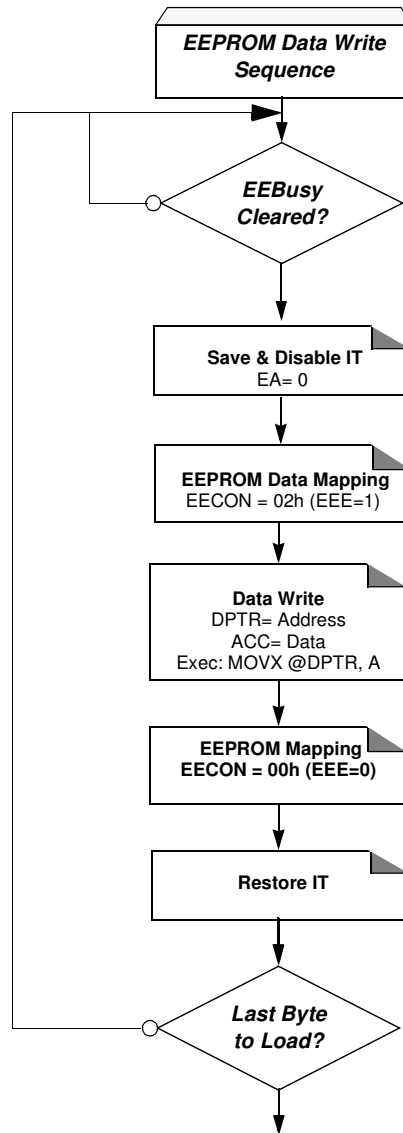 EEPROM Data Write
Sequence
EEBusy
Cleared?
Save & Disable IT
EA= 0
EEPROM Data Mapping
EECON = 02h (EEE=1)
Data Write
DPTR= Address
ACC= Data
Exec: MOVX @DPTR, A
EEPROM Mapping
EECON = 00h (EEE=0)
Restore IT
Last Byte
to Load?